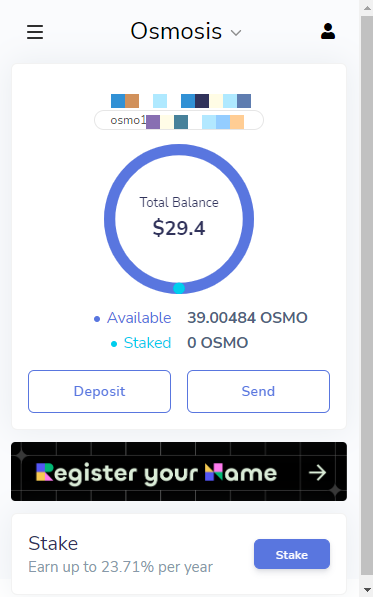 Osmosis
osmo1
Total Balance
$29.4
Available 39.00484 OSMO
Staked 0 OSMO
Deposit Send
Register your Name
Stake
Earn up to 23.71% per year
Stake